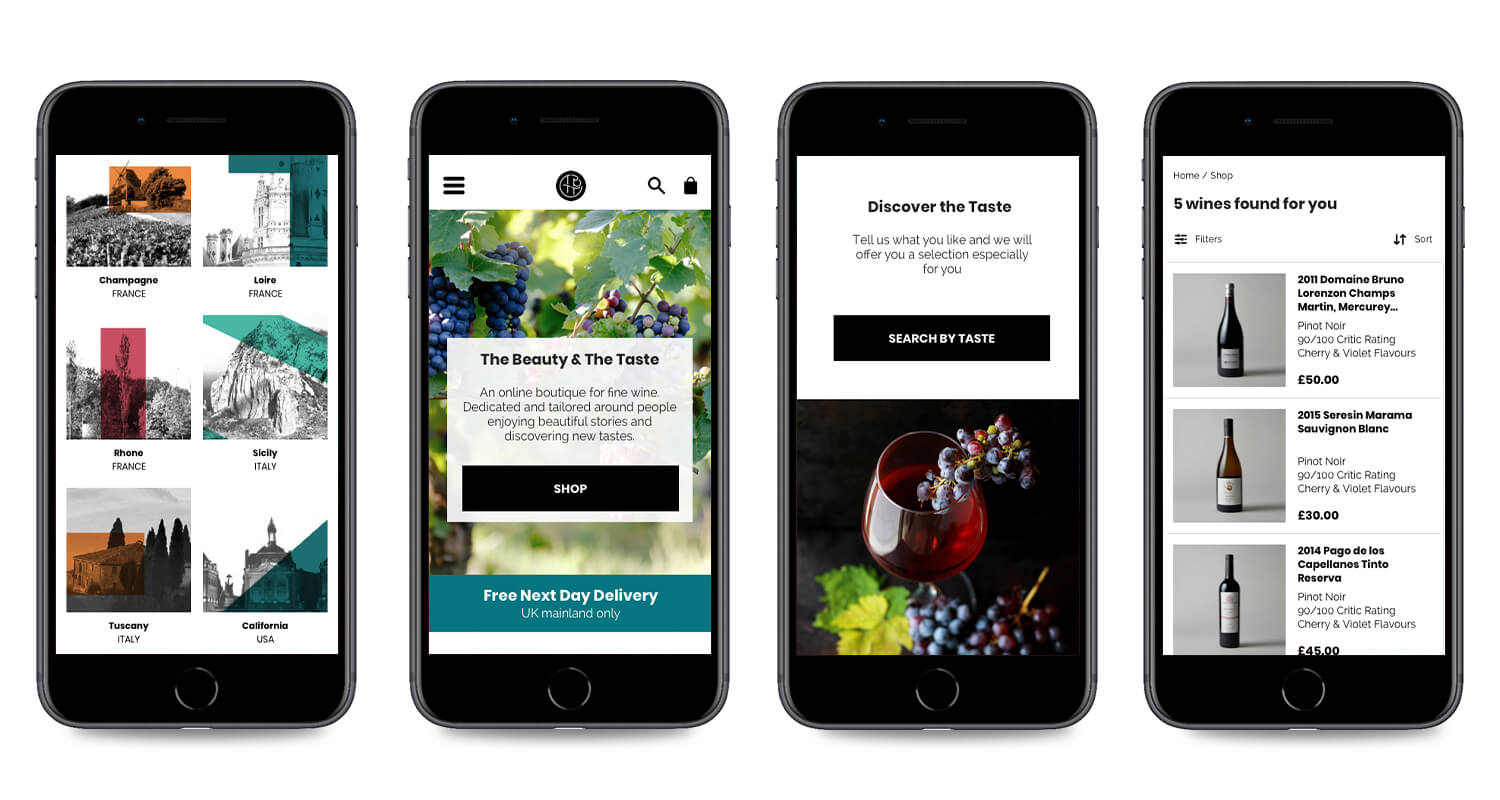 Champagne
FRANCE
Loire
FRANCE
Rhone
FRANCE
Sicily
ITALY
Tuscany
ITALY
California
USA
The Beauty & The Taste
An online boutique for fine wine.
Dedicated and tailored around people
enjoying beautiful stories and
discovering new tastes.
SHOP
Free Next Day Delivery
UK mainland only
Discover the Taste
Tell us what you like and we will
offer you a selection especially
for you
SEARCH BY TASTE
Home / Shop
5 wines found for you
Filters
Sort
2011 Domaine Bruno
Lorenzon Champs
Martin, Mercurey...
Pinot Noir
90/100 Critic Rating
Cherry & Violet Flavours
£50.00
2015 Seresin Marama
Sauvignon Blanc
Pinot Noir
90/100 Critic Rating
Cherry & Violet Flavours
£30.00
2014 Pago de los
Capellanes Tinto
Reserva
Pinot Noir
90/100 Critic Rating
Cherry & Violet Flavours
£45.00